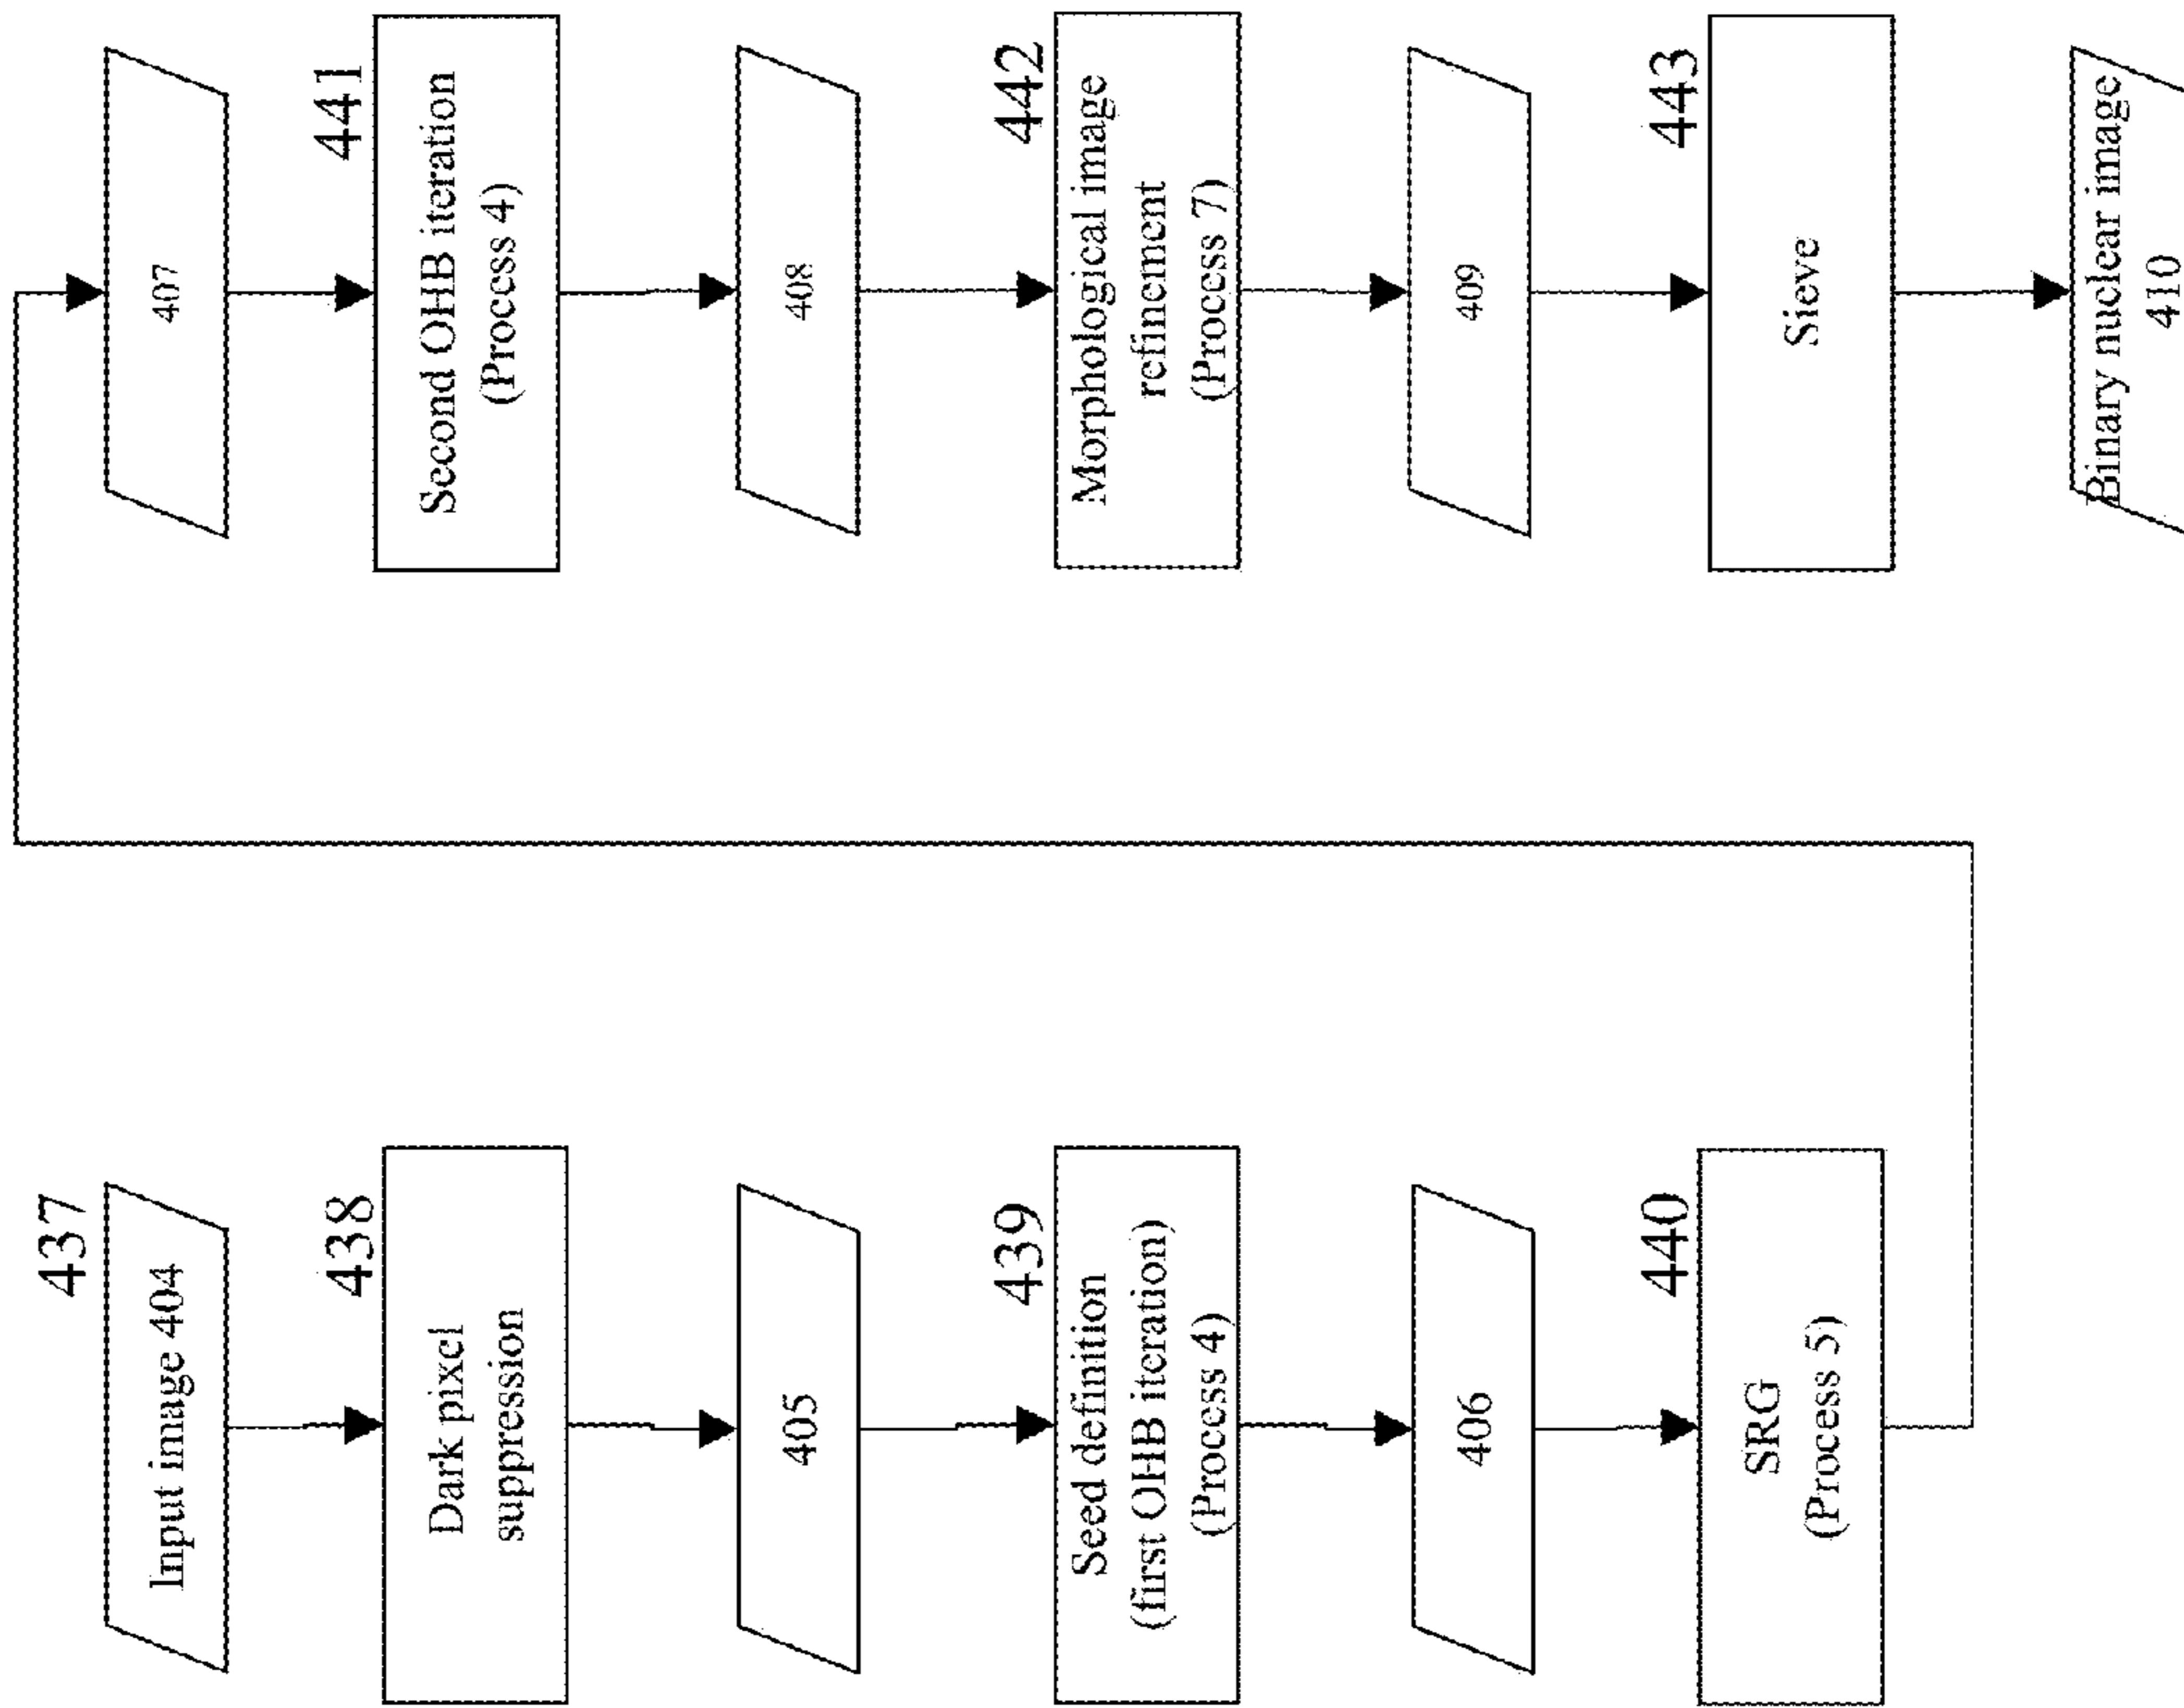 437
Input image 404
438
Dark pixel
suppression
405
439
Seed definition
(first OHB iteration)
(Process 4)
406
440
SRG
(Process 5)
407
441
Second OHB iteration
(Process 4)
408
442
Morphological image
refinement
(Process 7)
409
443
Sieve
Binary nuclear image
410